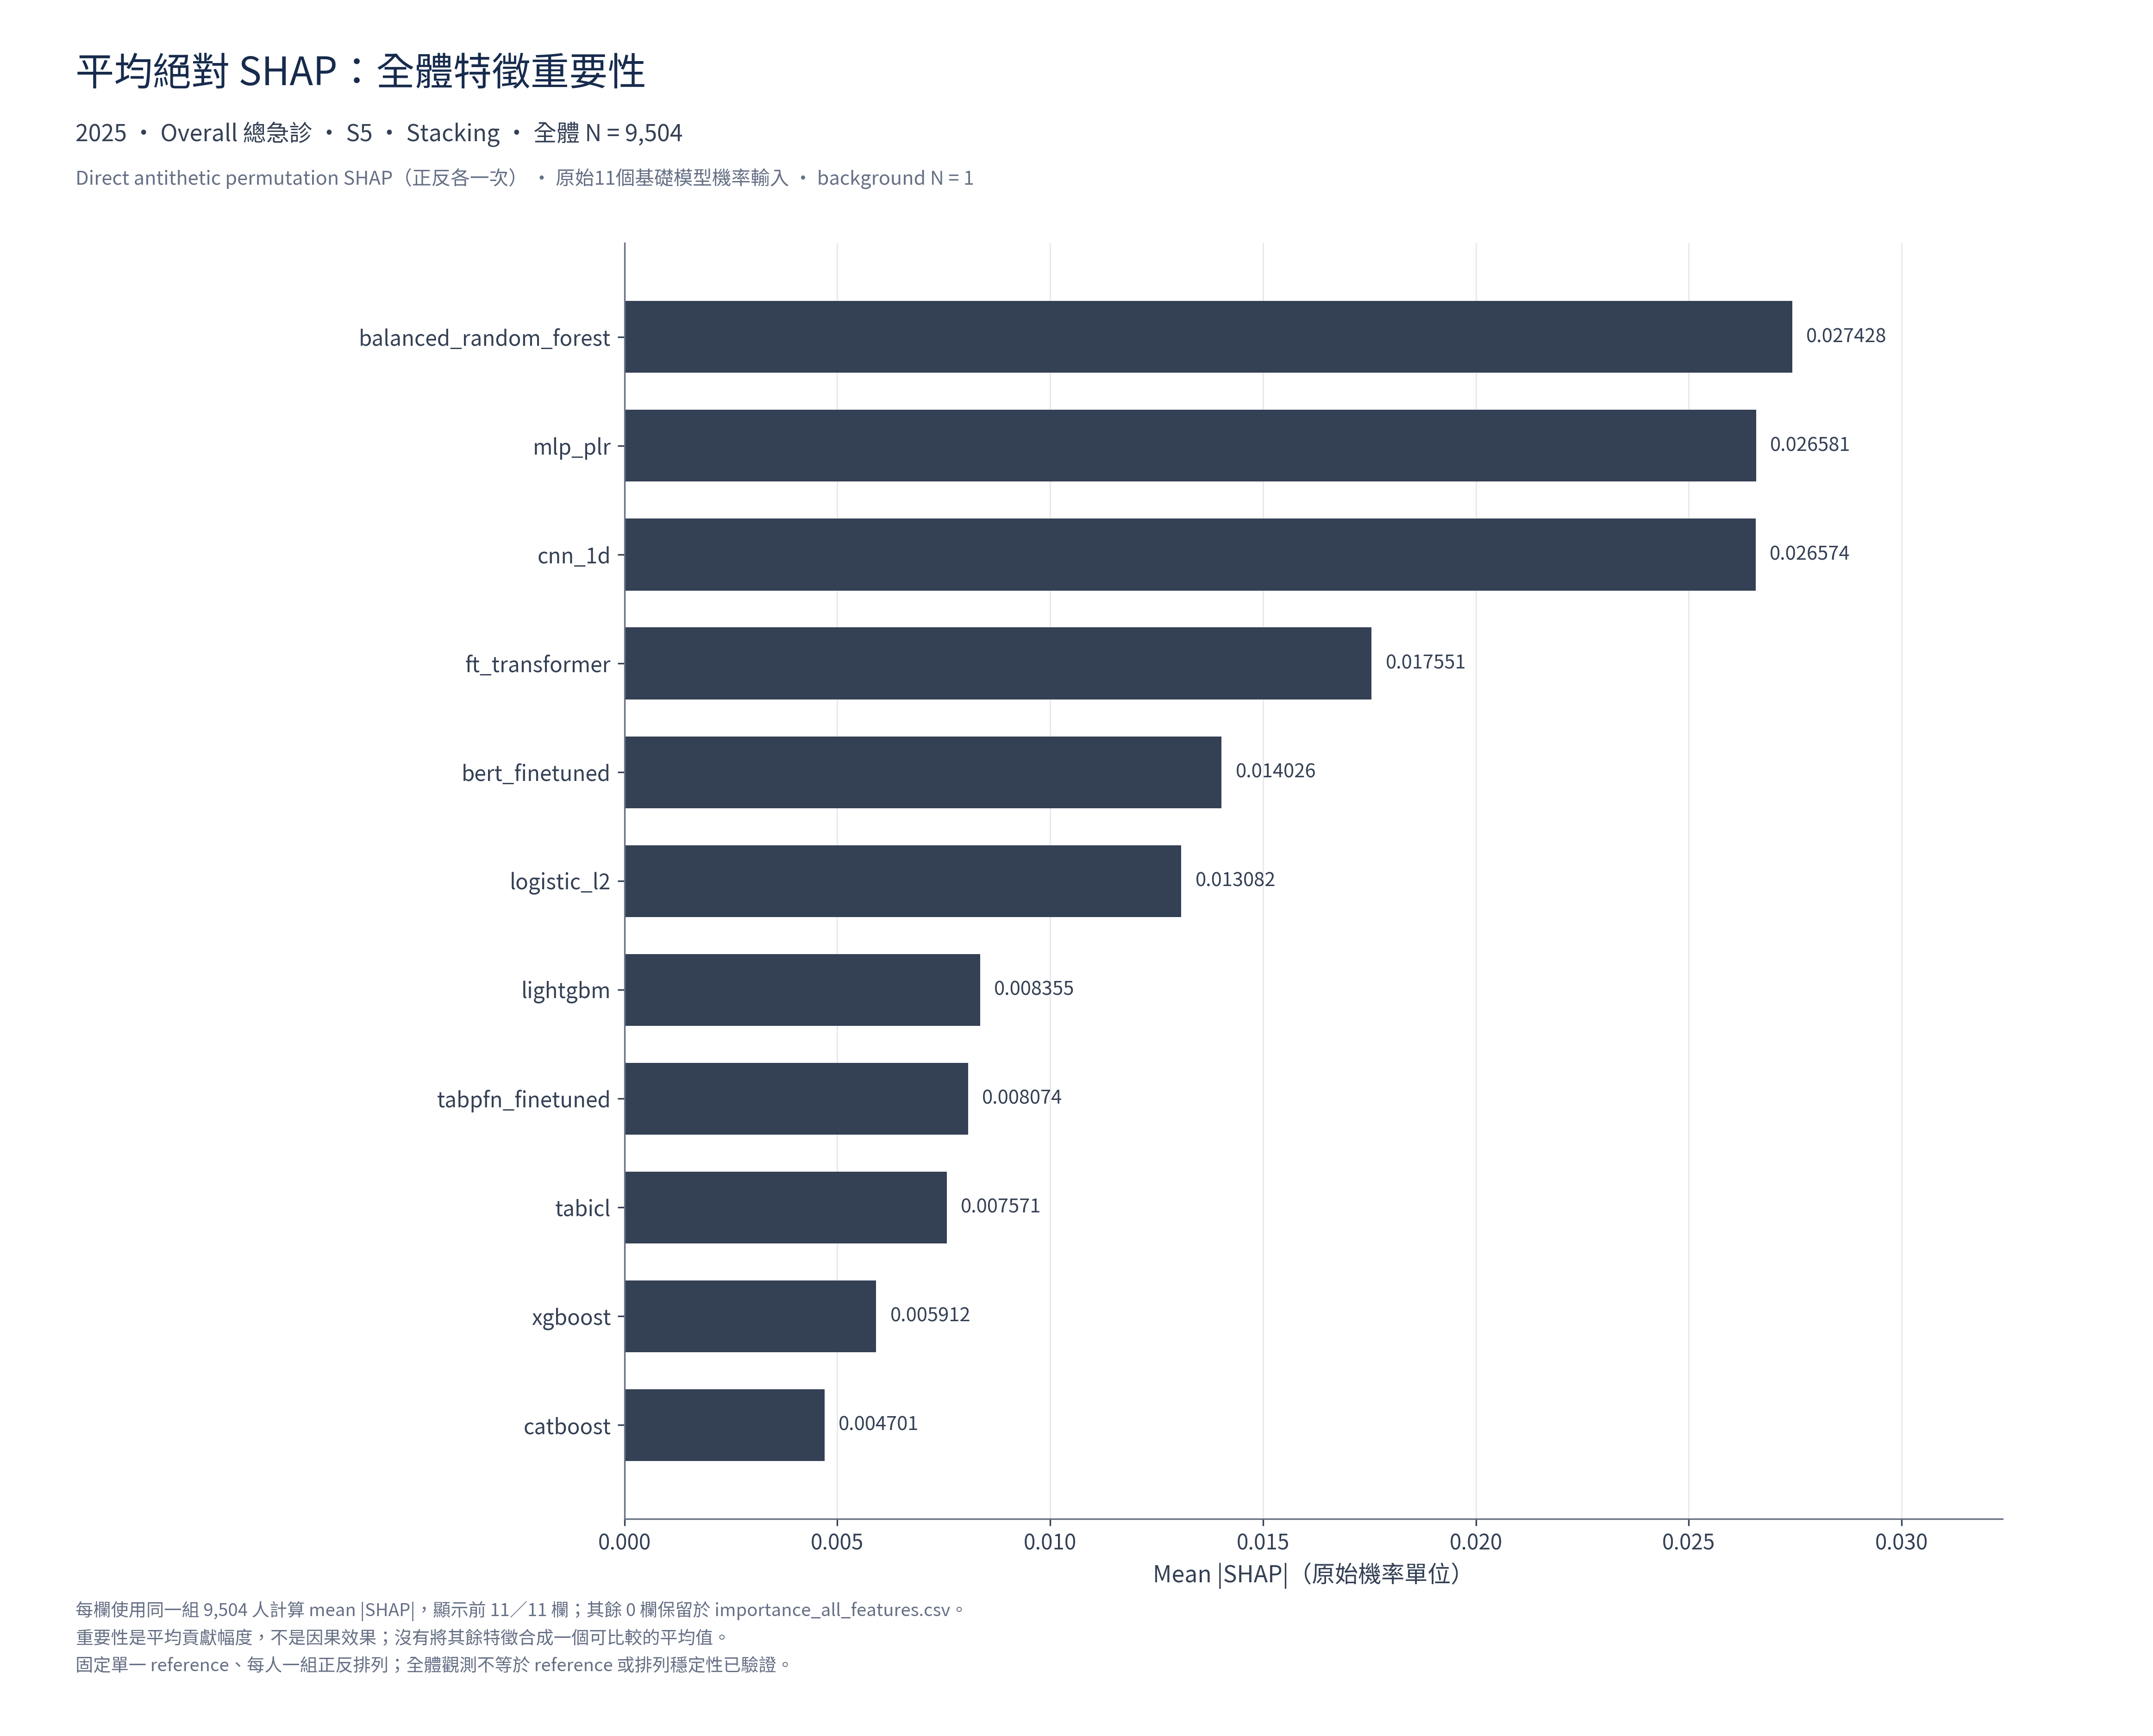 平均絕對 SHAP：全體特徵重要性
2025 • Overall 總急診 • S5 • Stacking • 全體 N = 9,504
Direct antithetic permutation SHAP（正反各一次） • 原始11個基礎模型機率輸入 • background N = 1
balanced_random_forest 0.027428
mlp_plr 0.026581
cnn_1d 0.026574
ft_transformer 0.017551
bert_finetuned 0.014026
logistic_l2 0.013082
lightgbm 0.008355
tabpfn_finetuned 0.008074
tabicl 0.007571
xgboost 0.005912
catboost 0.004701
0.000 0.005 0.010 0.015 0.020 0.025 0.030
Mean |SHAP|（原始機率單位）
每欄使用同一組 9,504 人計算 mean |SHAP|，顯示前 11／11 欄；其餘 0 欄保留於 importance_all_features.csv。
重要性是平均貢獻幅度，不是因果效果；沒有將其餘特徵合成一個可比較的平均值。
固定單一 reference、每人一組正反排列；全體觀測不等於 reference 或排列穩定性已驗證。